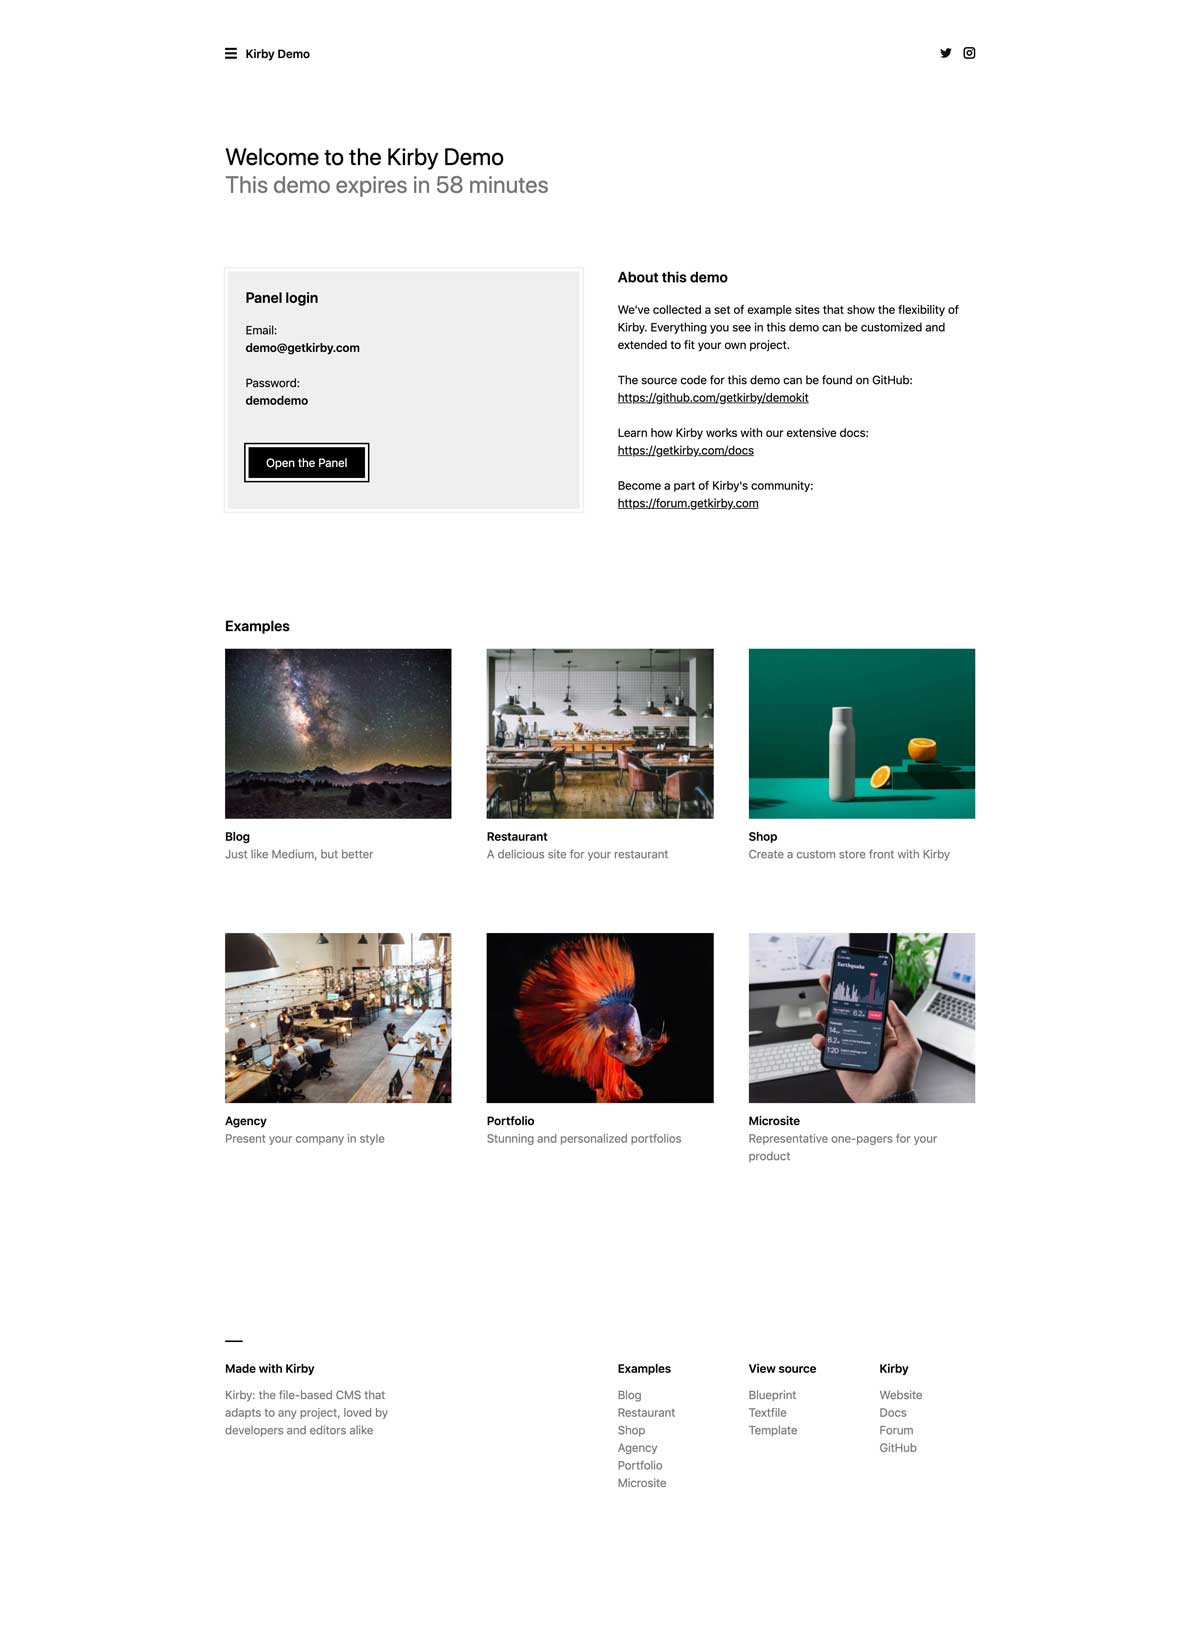 Kirby Demo
Welcome to the Kirby Demo
This demo expires in 58 minutes
Panel login
Email:
demo@getkirby.com
Password:
demodemo
Open the Panel
About this demo
We've collected a set of example sites that show the flexibility of
Kirby. Everything you see in this demo can be customized and
extended to fit your own project.
The source code for this demo can be found on GitHub:
https://github.com/getkirby/demokit
Learn how Kirby works with our extensive docs:
https://getkirby.com/docs
Become a part of Kirby's community:
https://forum.getkirby.com
Examples
Blog
Just like Medium, but better
Restaurant
A delicious site for your restaurant
Shop
Create a custom store front with Kirby
Earthquake
6.2
14
6.2
1:20
Agency
Present your company in style
Portfolio
Stunning and personalized portfolios
Microsite
Representative one-pagers for your
product
Made with Kirby
Kirby: the file-based CMS that
adapts to any project, loved by
developers and editors alike
Examples
Blog
Restaurant
Shop
Agency
Portfolio
Microsite
View source
Blueprint
Textfile
Template
Kirby
Website
Docs
Forum
GitHub